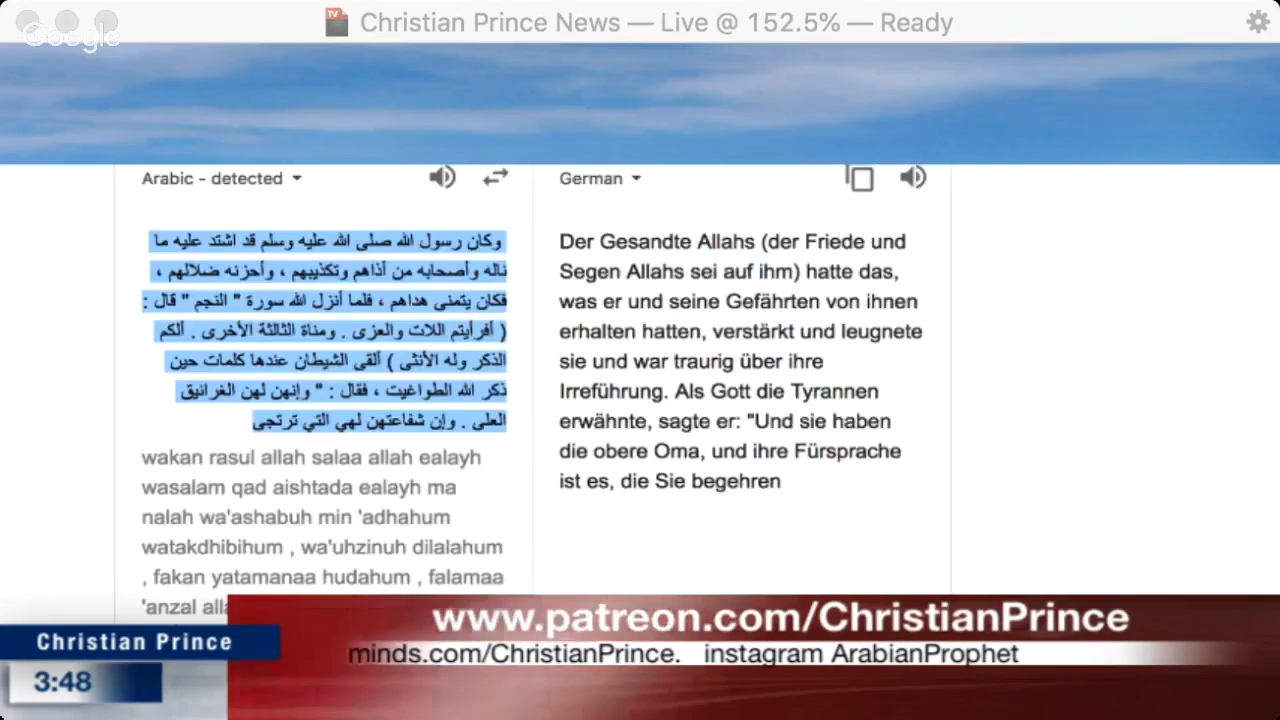 Christian Prince News — Live @ 152.5% — Ready
Google
Arabic - detected
German
وكان رسول الله صلى الله عليه وسلم قد اشتد عليه ما
ناله وأصحابه من أذاهم وتكذيبهم ، وأحزنه ضلالهم ،
فكان يتمنى هداهم ، فلما أنزل الله سورة " النجم " قال :
( أفرأيتم اللات والعزى . ومناة الثالثة الأخرى . ألكم
الذكر وله الأنثى ) ألقى الشيطان عندها كلمات حين
ذكر الله الطواغيت ، فقال : " وإنهن لهن الغرانيق
العلى . وإن شفاعتهن لهي التي ترتجى
wakan rasul allah salaa allah ealayh
wasalam qad aishtada ealayh ma
nalah wa'ashabuh min 'adhahum
watakdhibihum , wa'uhzinuh dilalahum
, fakan yatamanaa hudahum , falamaa
'anzal alla
Der Gesandte Allahs (der Friede und
Segen Allahs sei auf ihm) hatte das,
was er und seine Gefährten von ihnen
erhalten hatten, verstärkt und leugnete
sie und war traurig über ihre
Irreführung. Als Gott die Tyrannen
erwähnte, sagte er: "Und sie haben
die obere Oma, und ihre Fürsprache
ist es, die Sie begehren
www.patreon.com/ChristianPrince
Christian Prince
minds.com/ChristianPrince. instagram ArabianProphet
3:48